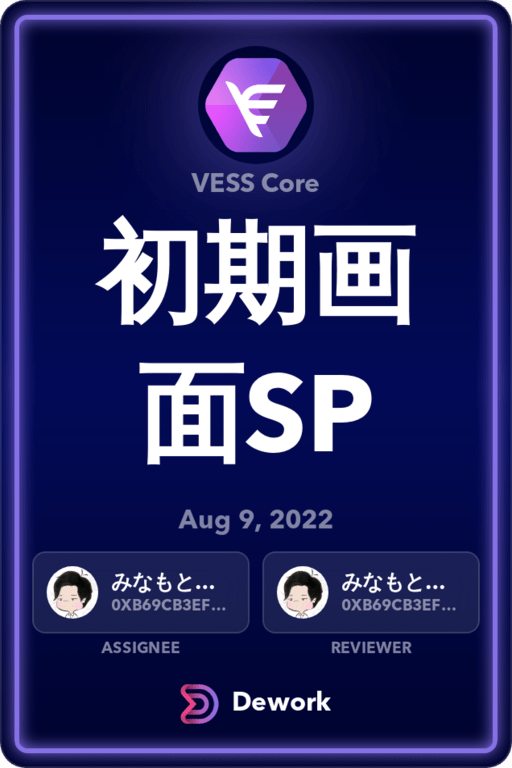 VESS Core
初期画
面SP
Aug 9, 2022
みなもと...
0XB69CB3EF...
みなもと...
0XB69CB3EF...
ASSIGNEE
REVIEWER
Dework